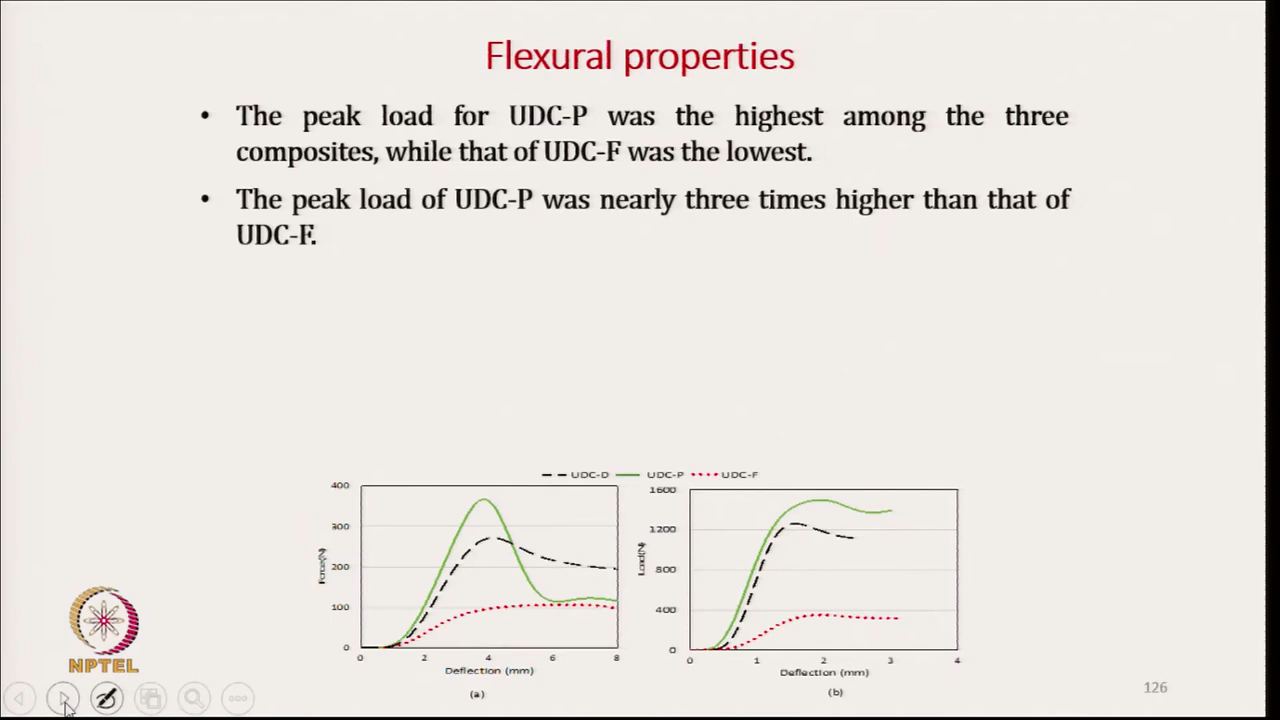 Flexural properties
• The peak load for UDC-P was the highest among the three
composites, while that of UDC-F was the lowest.
• The peak load of UDC-P was nearly three times higher than that of
UDC-F.
UDC-D UDC-P UDC-F
400
300
200
100
0
Force(N)
0 2 4 6 8
Deflection (mm)
(a)
1600
1200
800
400
0
Load(N)
0 1 2 3 4
Deflection (mm)
(b)
NPTEL
126